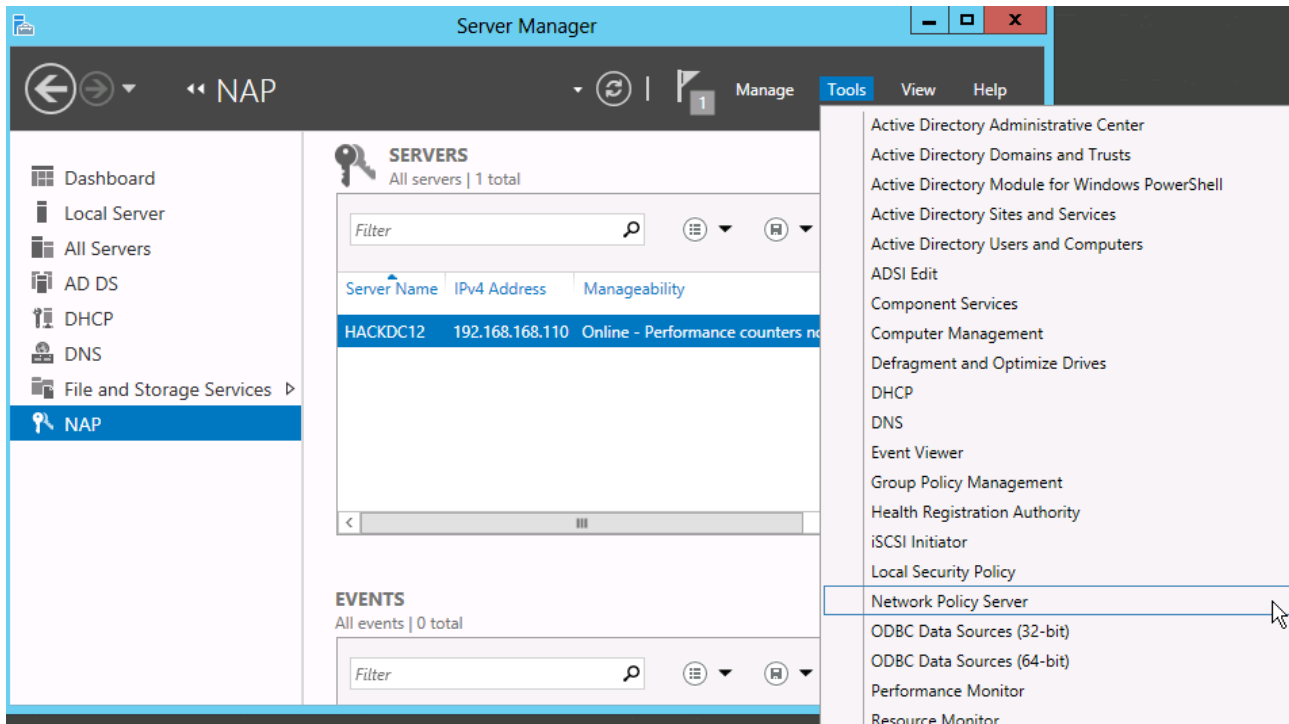 Server Manager
NAP
1
Manage
Tools
View
Help
Dashboard
Local Server
All Servers
AD DS
DHCP
DNS
File and Storage Services
NAP
SERVERS
All servers | 1 total
Filter
Server Name IPv4 Address Manageability
HACKDC12 192.168.168.110 Online - Performance counters
EVENTS
All events | 0 total
Filter
Active Directory Administrative Center
Active Directory Domains and Trusts
Active Directory Module for Windows PowerShell
Active Directory Sites and Services
Active Directory Users and Computers
ADSI Edit
Component Services
Computer Management
Defragment and Optimize Drives
DHCP
DNS
Event Viewer
Group Policy Management
Health Registration Authority
iSCSI Initiator
Local Security Policy
Network Policy Server
ODBC Data Sources (32-bit)
ODBC Data Sources (64-bit)
Performance Monitor
Resource Monitor